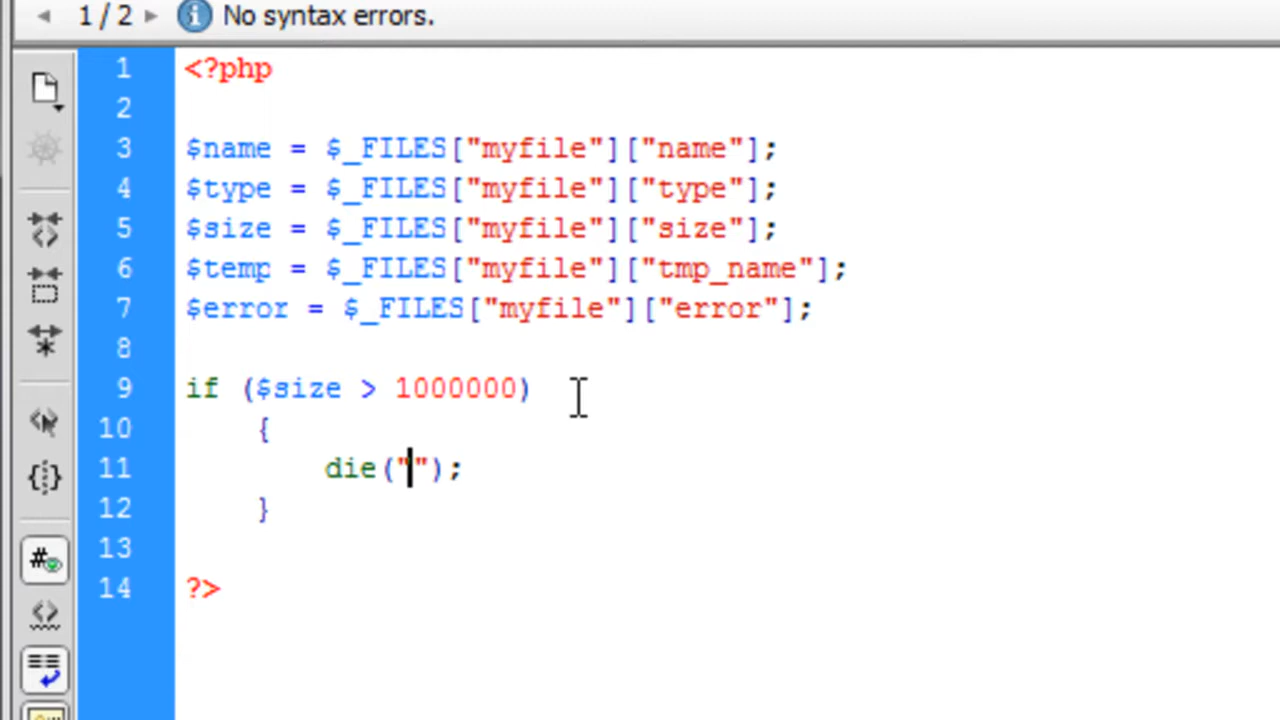 1 / 2 No syntax errors.
1 <?php
2
3 $name = $_FILES["myfile"]["name"];
4 $type = $_FILES["myfile"]["type"];
5 $size = $_FILES["myfile"]["size"];
6 $temp = $_FILES["myfile"]["tmp_name"];
7 $error = $_FILES["myfile"]["error"];
8
9 if ($size > 1000000)
10 {
11 die("");
12 }
13
14 ?>